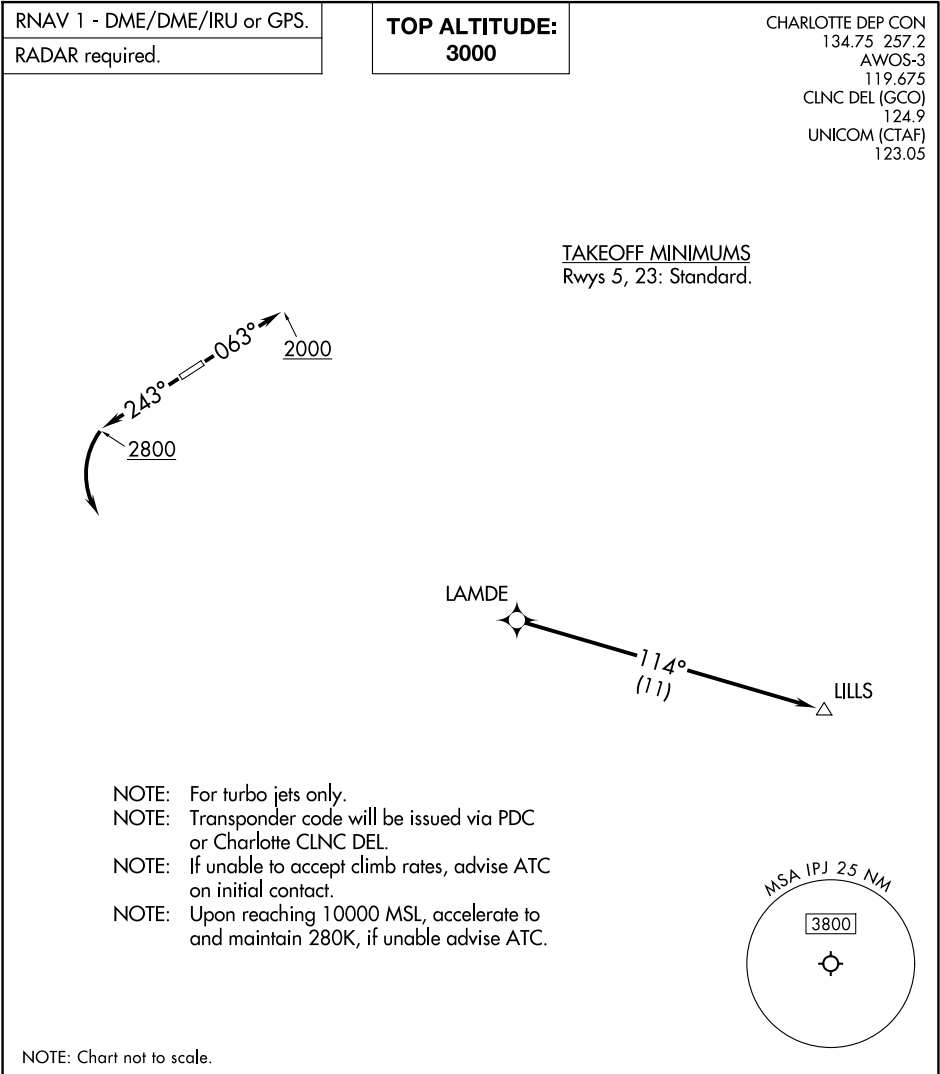 RNAV 1 - DME/DME/IRU or GPS.
RADAR required.
TOP ALTITUDE:
3000
CHARLOTTE DEP CON
134.75 257.2
AWOS-3
119.675
CLNC DEL (GCO)
124.9
UNICOM (CTAF)
123.05
TAKEOFF MINIMUMS
Rwys 5, 23: Standard.
063°
2000
243°
2800
LAMDE
114°
(11)
LILLS
NOTE: For turbo jets only.
NOTE: Transponder code will be issued via PDC
or Charlotte CLNC DEL.
NOTE: If unable to accept climb rates, advise ATC
on initial contact.
NOTE: Upon reaching 10000 MSL, accelerate to
and maintain 280K, if unable advise ATC.
MSA IPJ 25 NM
3800
NOTE: Chart not to scale.